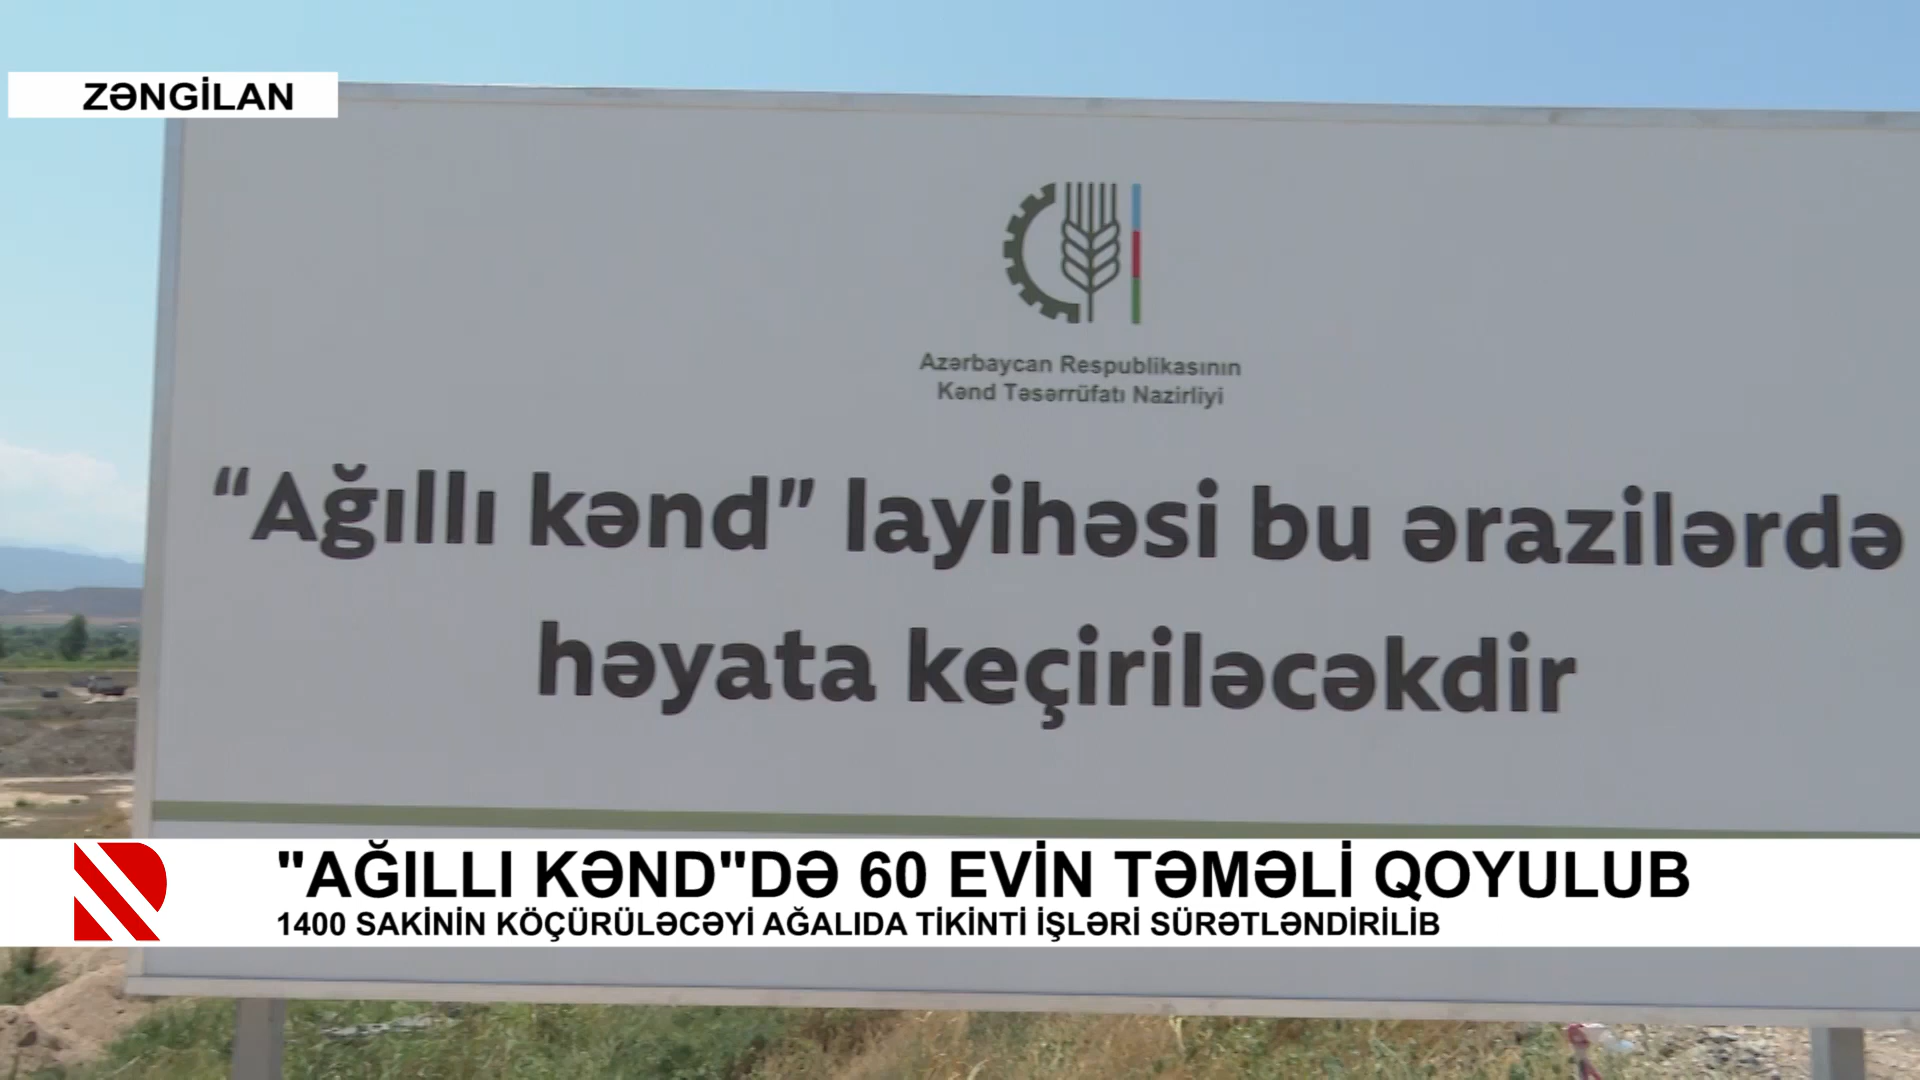 ZƏNGİLAN
Azərbaycan Respublikasının
Kənd Təsərrüfatı Nazirliyi
“Ağıllı kənd” layihəsi bu ərazilərdə
həyata keçiriləcəkdir
"AĞILLI KƏND"DƏ 60 EVİN TƏMƏLİ QOYULUB
1400 SAKİNİN KÖÇÜRÜLƏCƏYİ AĞALIDA TİKİNTİ İŞLƏRİ SÜRƏTLƏNDİRİLİB